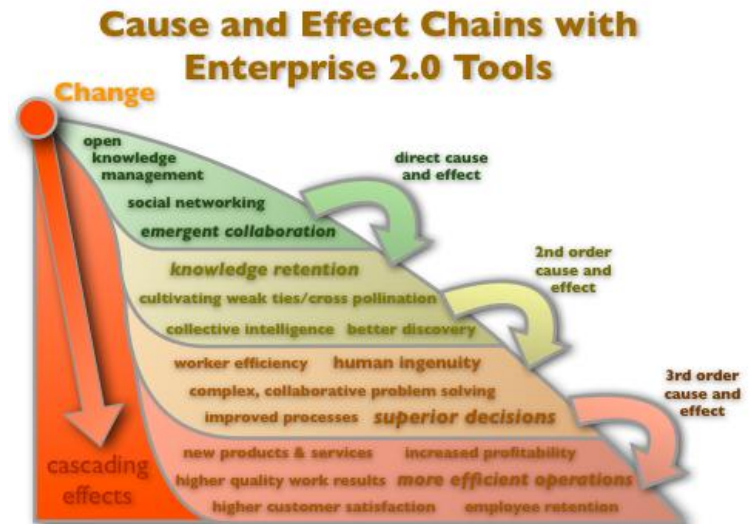 Cause and Effect Chains with
Enterprise 2.0 Tools
Change
open
knowledge
management
social networking
emergent collaboration
direct cause
and effect
knowledge retention
cultivating weak ties/cross pollination
collective intelligence better discovery
2nd order
cause and
effect
worker efficiency human ingenuity
complex, collaborative problem solving
improved processes superior decisions
3rd order
cause and
effect
new products & services increased profitability
higher quality work results more efficient operations
higher customer satisfaction employee retention
cascading
effects